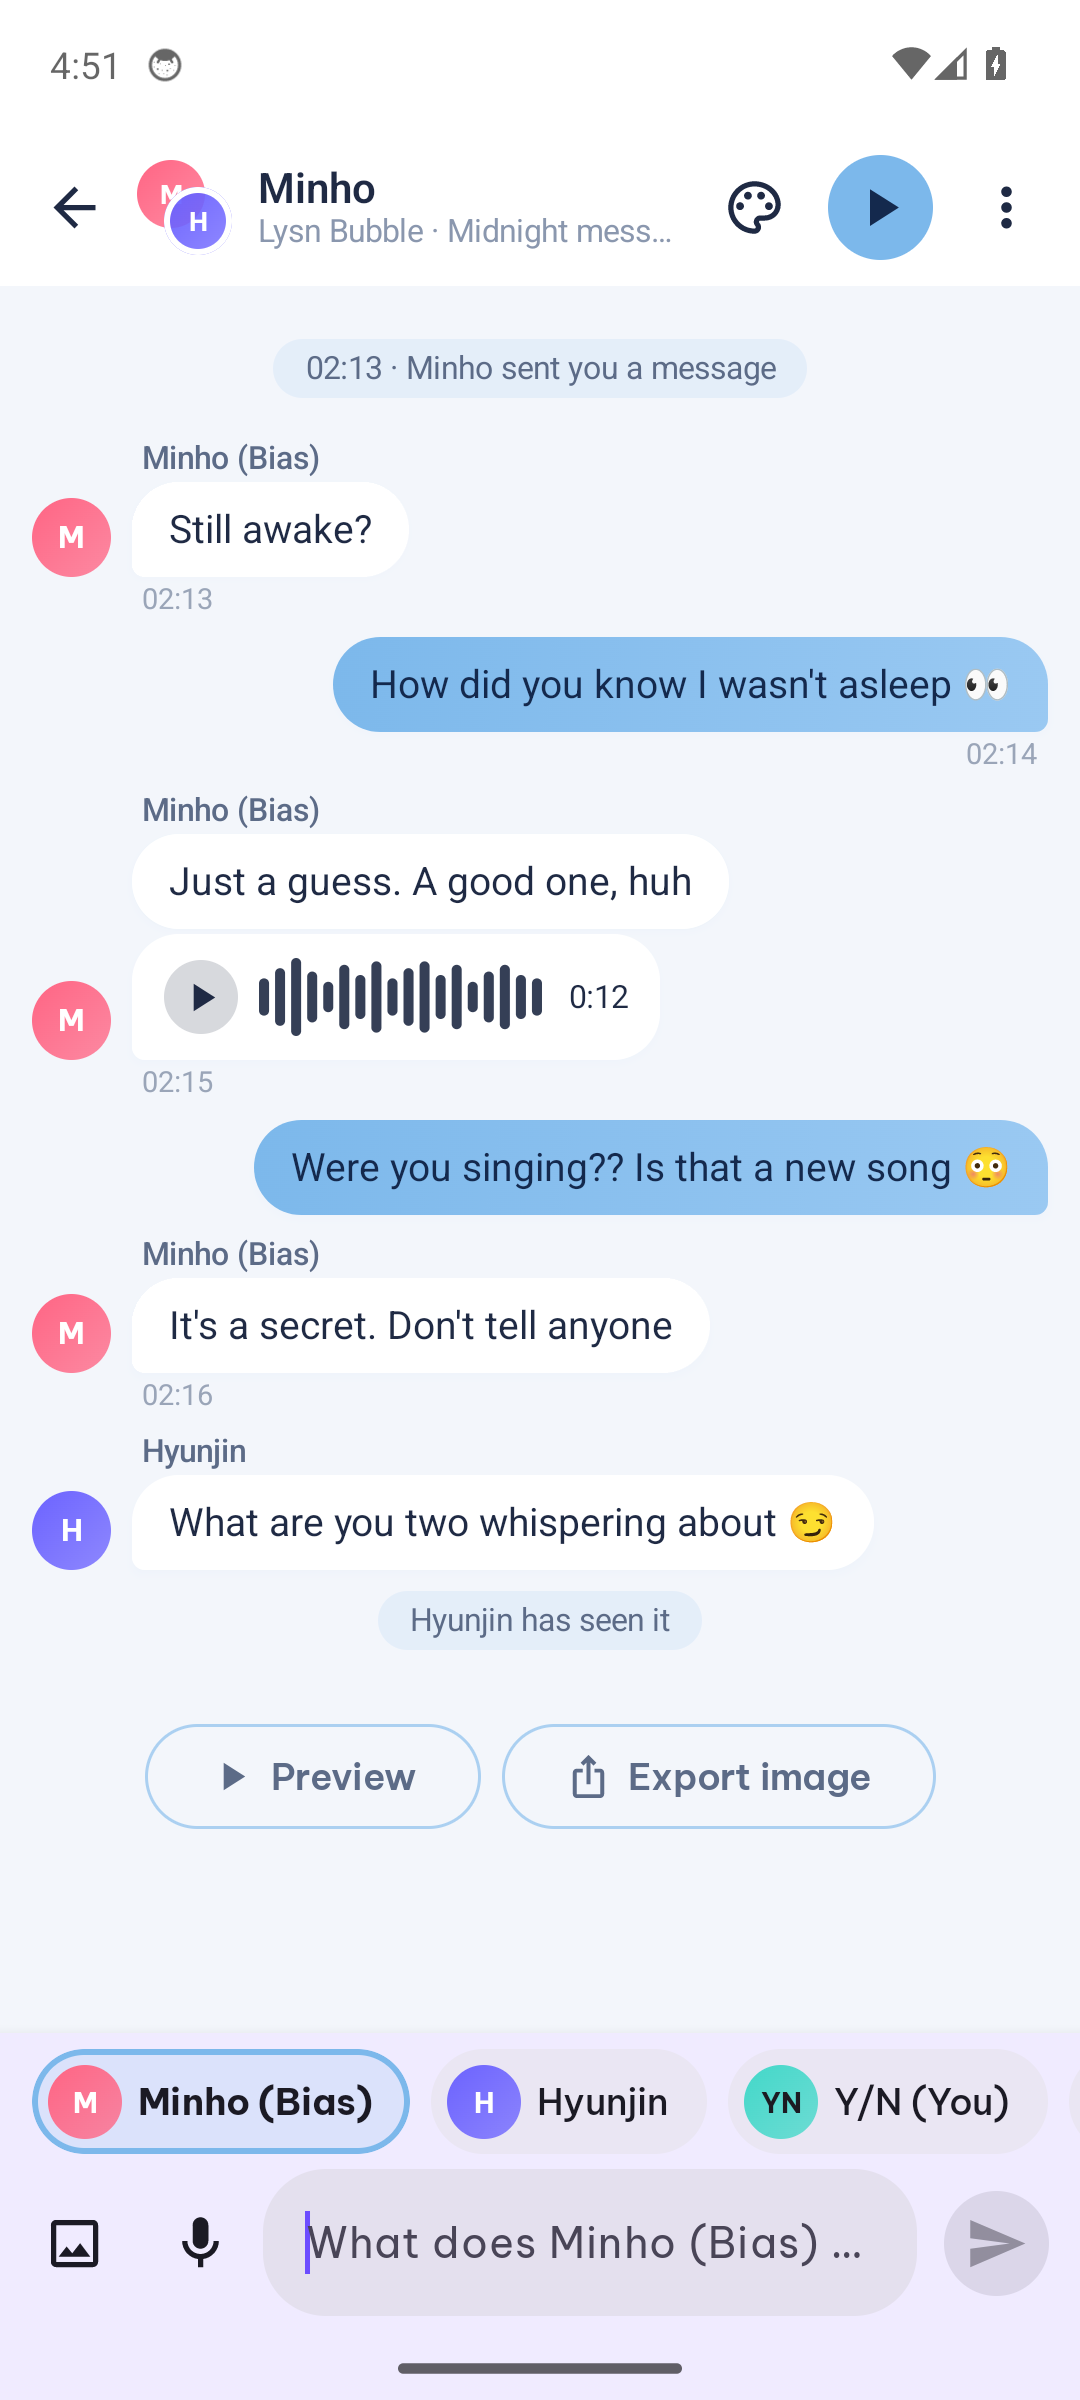 4:51
M
H
Minho
Lysn Bubble · Midnight mess...
02:13 · Minho sent you a message
Minho (Bias)
M
Still awake?
02:13
How did you know I wasn't asleep 👀
02:14
Minho (Bias)
Just a guess. A good one, huh
M
0:12
02:15
Were you singing?? Is that a new song 😳
Minho (Bias)
M
It's a secret. Don't tell anyone
02:16
Hyunjin
H
What are you two whispering about 😏
Hyunjin has seen it
Preview
Export image
M
Minho (Bias)
H
Hyunjin
YN
Y/N (You)
What does Minho (Bias) ...